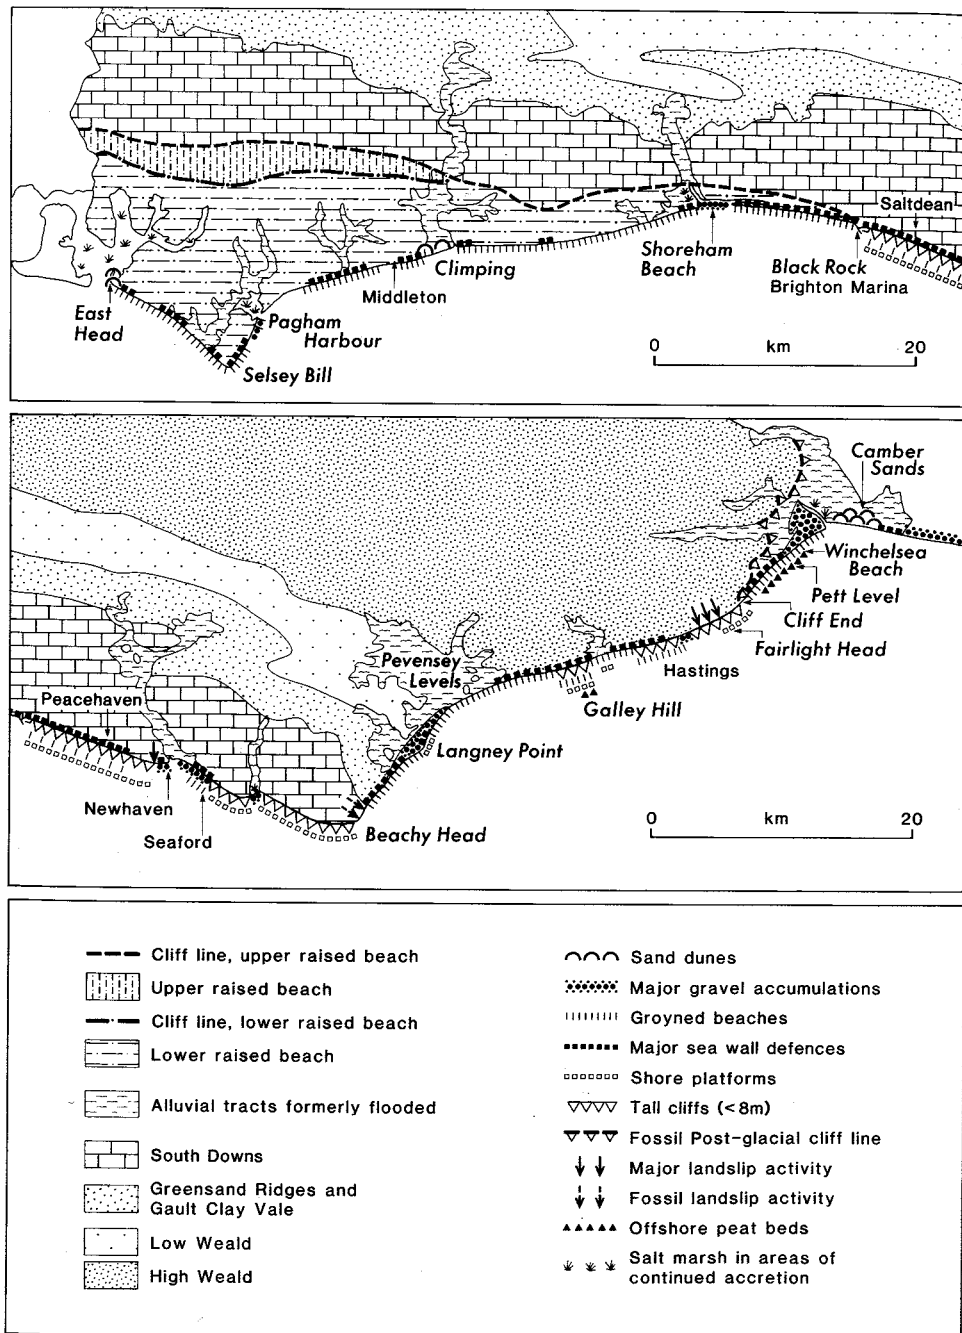 Saltdean
East
Head
Pagham
Harbour
Selsey Bill
Middleton
Climping
Shoreham
Beach
Black Rock
Brighton Marina
0 km 20
Camber
Sands
Winchelsea
Beach
Pett Level
Cliff End
Fairlight Head
Hastings
Galley Hill
Pevensey
Levels
Langney Point
Peacehaven
Newhaven
Seaford
Beachy Head
0 km 20
Cliff line, upper raised beach
Upper raised beach
Cliff line, lower raised beach
Lower raised beach
Alluvial tracts formerly flooded
South Downs
Greensand Ridges and
Gault Clay Vale
Low Weald
High Weald
Sand dunes
Major gravel accumulations
Groyned beaches
Major sea wall defences
Shore platforms
Tall cliffs (<8m)
Fossil Post-glacial cliff line
Major landslip activity
Fossil landslip activity
Offshore peat beds
Salt marsh in areas of
continued accretion